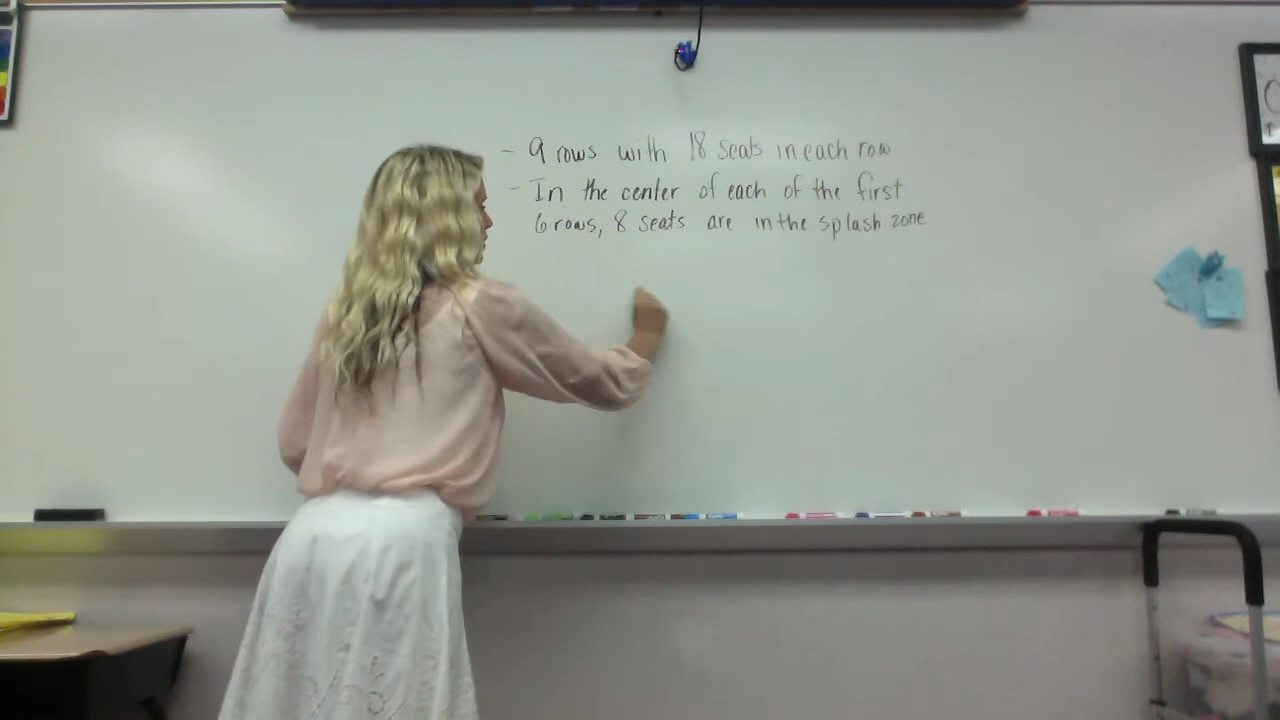 - 9 rows with 18 seats in each row
- In the center of each of the first
6 rows, 8 seats are in the splash zone